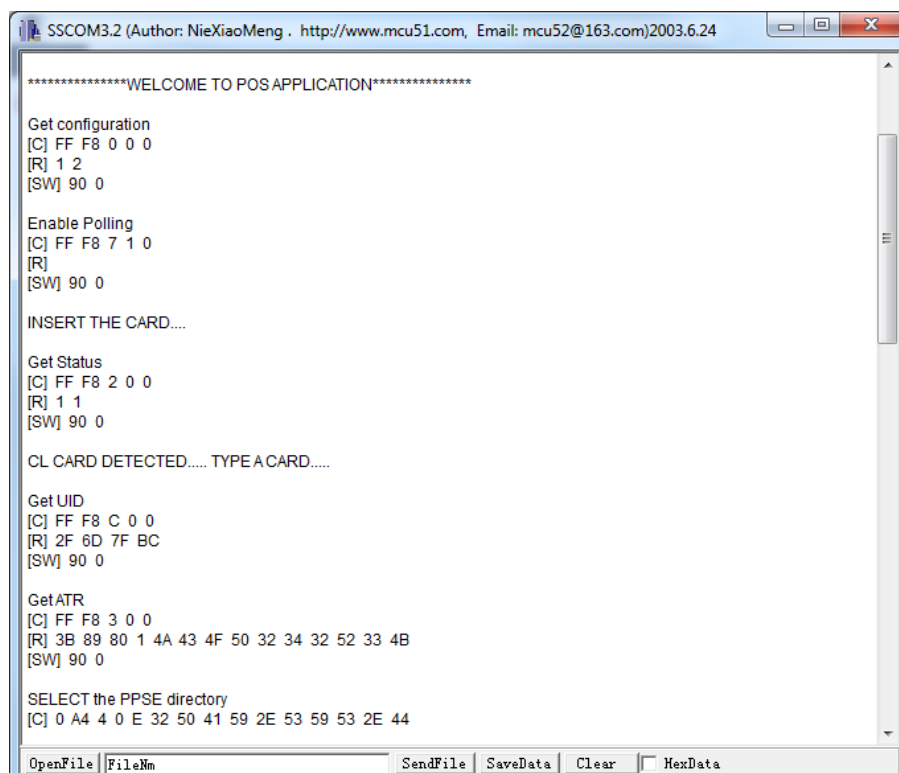 SSCOM3.2 (Author: NieXiaoMeng . http://www.mcu51.com, Email: mcu52@163.com)2003.6.24
***************WELCOME TO POS APPLICATION***************
Get configuration
[C] FF F8 0 0 0
[R] 1 2
[SW] 90 0
Enable Polling
[C] FF F8 7 1 0
[R]
[SW] 90 0
INSERT THE CARD....
Get Status
[C] FF F8 2 0 0
[R] 1 1
[SW] 90 0
CL CARD DETECTED..... TYPE A CARD.....
Get UID
[C] FF F8 C 0 0
[R] 2F 6D 7F BC
[SW] 90 0
Get ATR
[C] FF F8 3 0 0
[R] 3B 89 80 1 4A 43 4F 50 32 34 32 52 33 4B
[SW] 90 0
SELECT the PPSE directory
[C] 0 A4 4 0 E 32 50 41 59 2E 53 59 53 2E 44
OpenFile FileNm SendFile SaveData Clear HexData